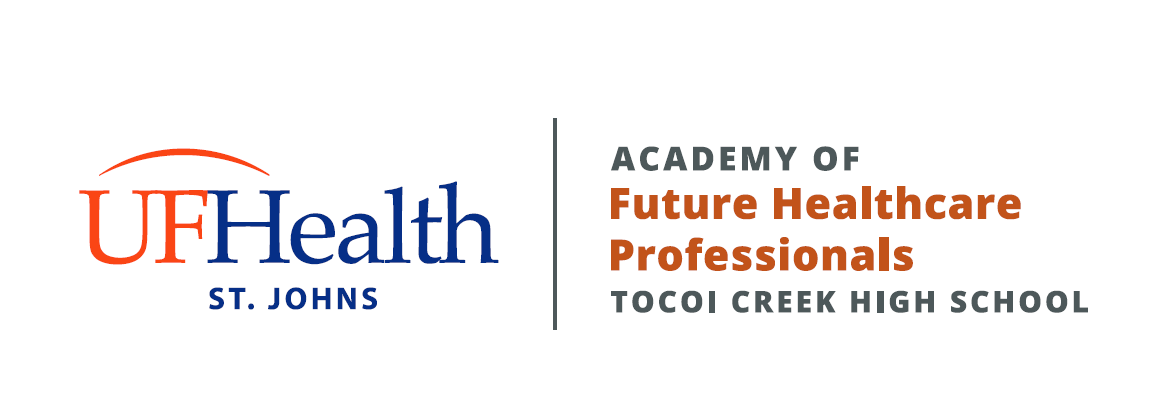 UFHealth
ST. JOHNS
ACADEMY OF
Future Healthcare
Professionals
TOCOI CREEK HIGH SCHOOL